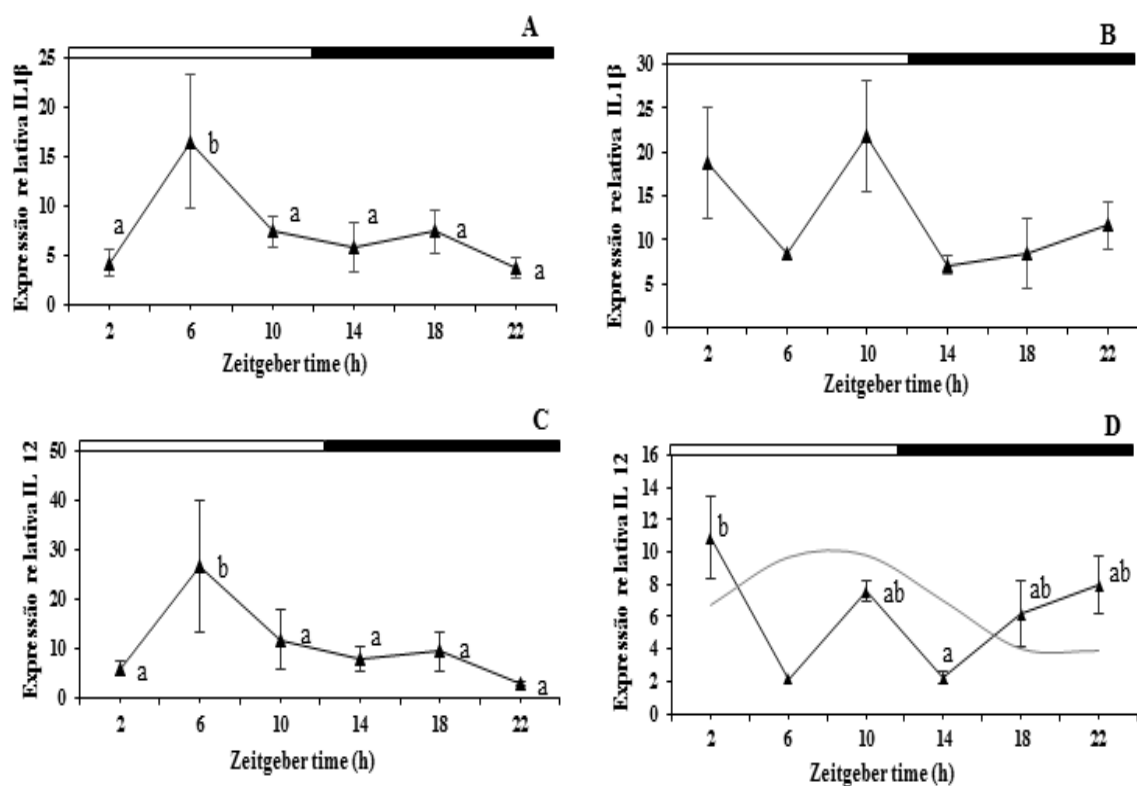 A
Expressão relativa IL1β
25
20
15
10
5
0
a
b
a
a
a
a
2 6 10 14 18 22
Zeitgeber time (h)
B
Expressão relativa IL1β
30
25
20
15
10
5
0
2 6 10 14 18 22
Zeitgeber time (h)
C
Expressão relativa IL 12
50
40
30
20
10
0
a
b
a
a
a
a
2 6 10 14 18 22
Zeitgeber time (h)
D
Expressão relativa IL 12
16
14
12
10
8
6
4
2
0
b
ab
a
ab
ab
2 6 10 14 18 22
Zeitgeber time (h)